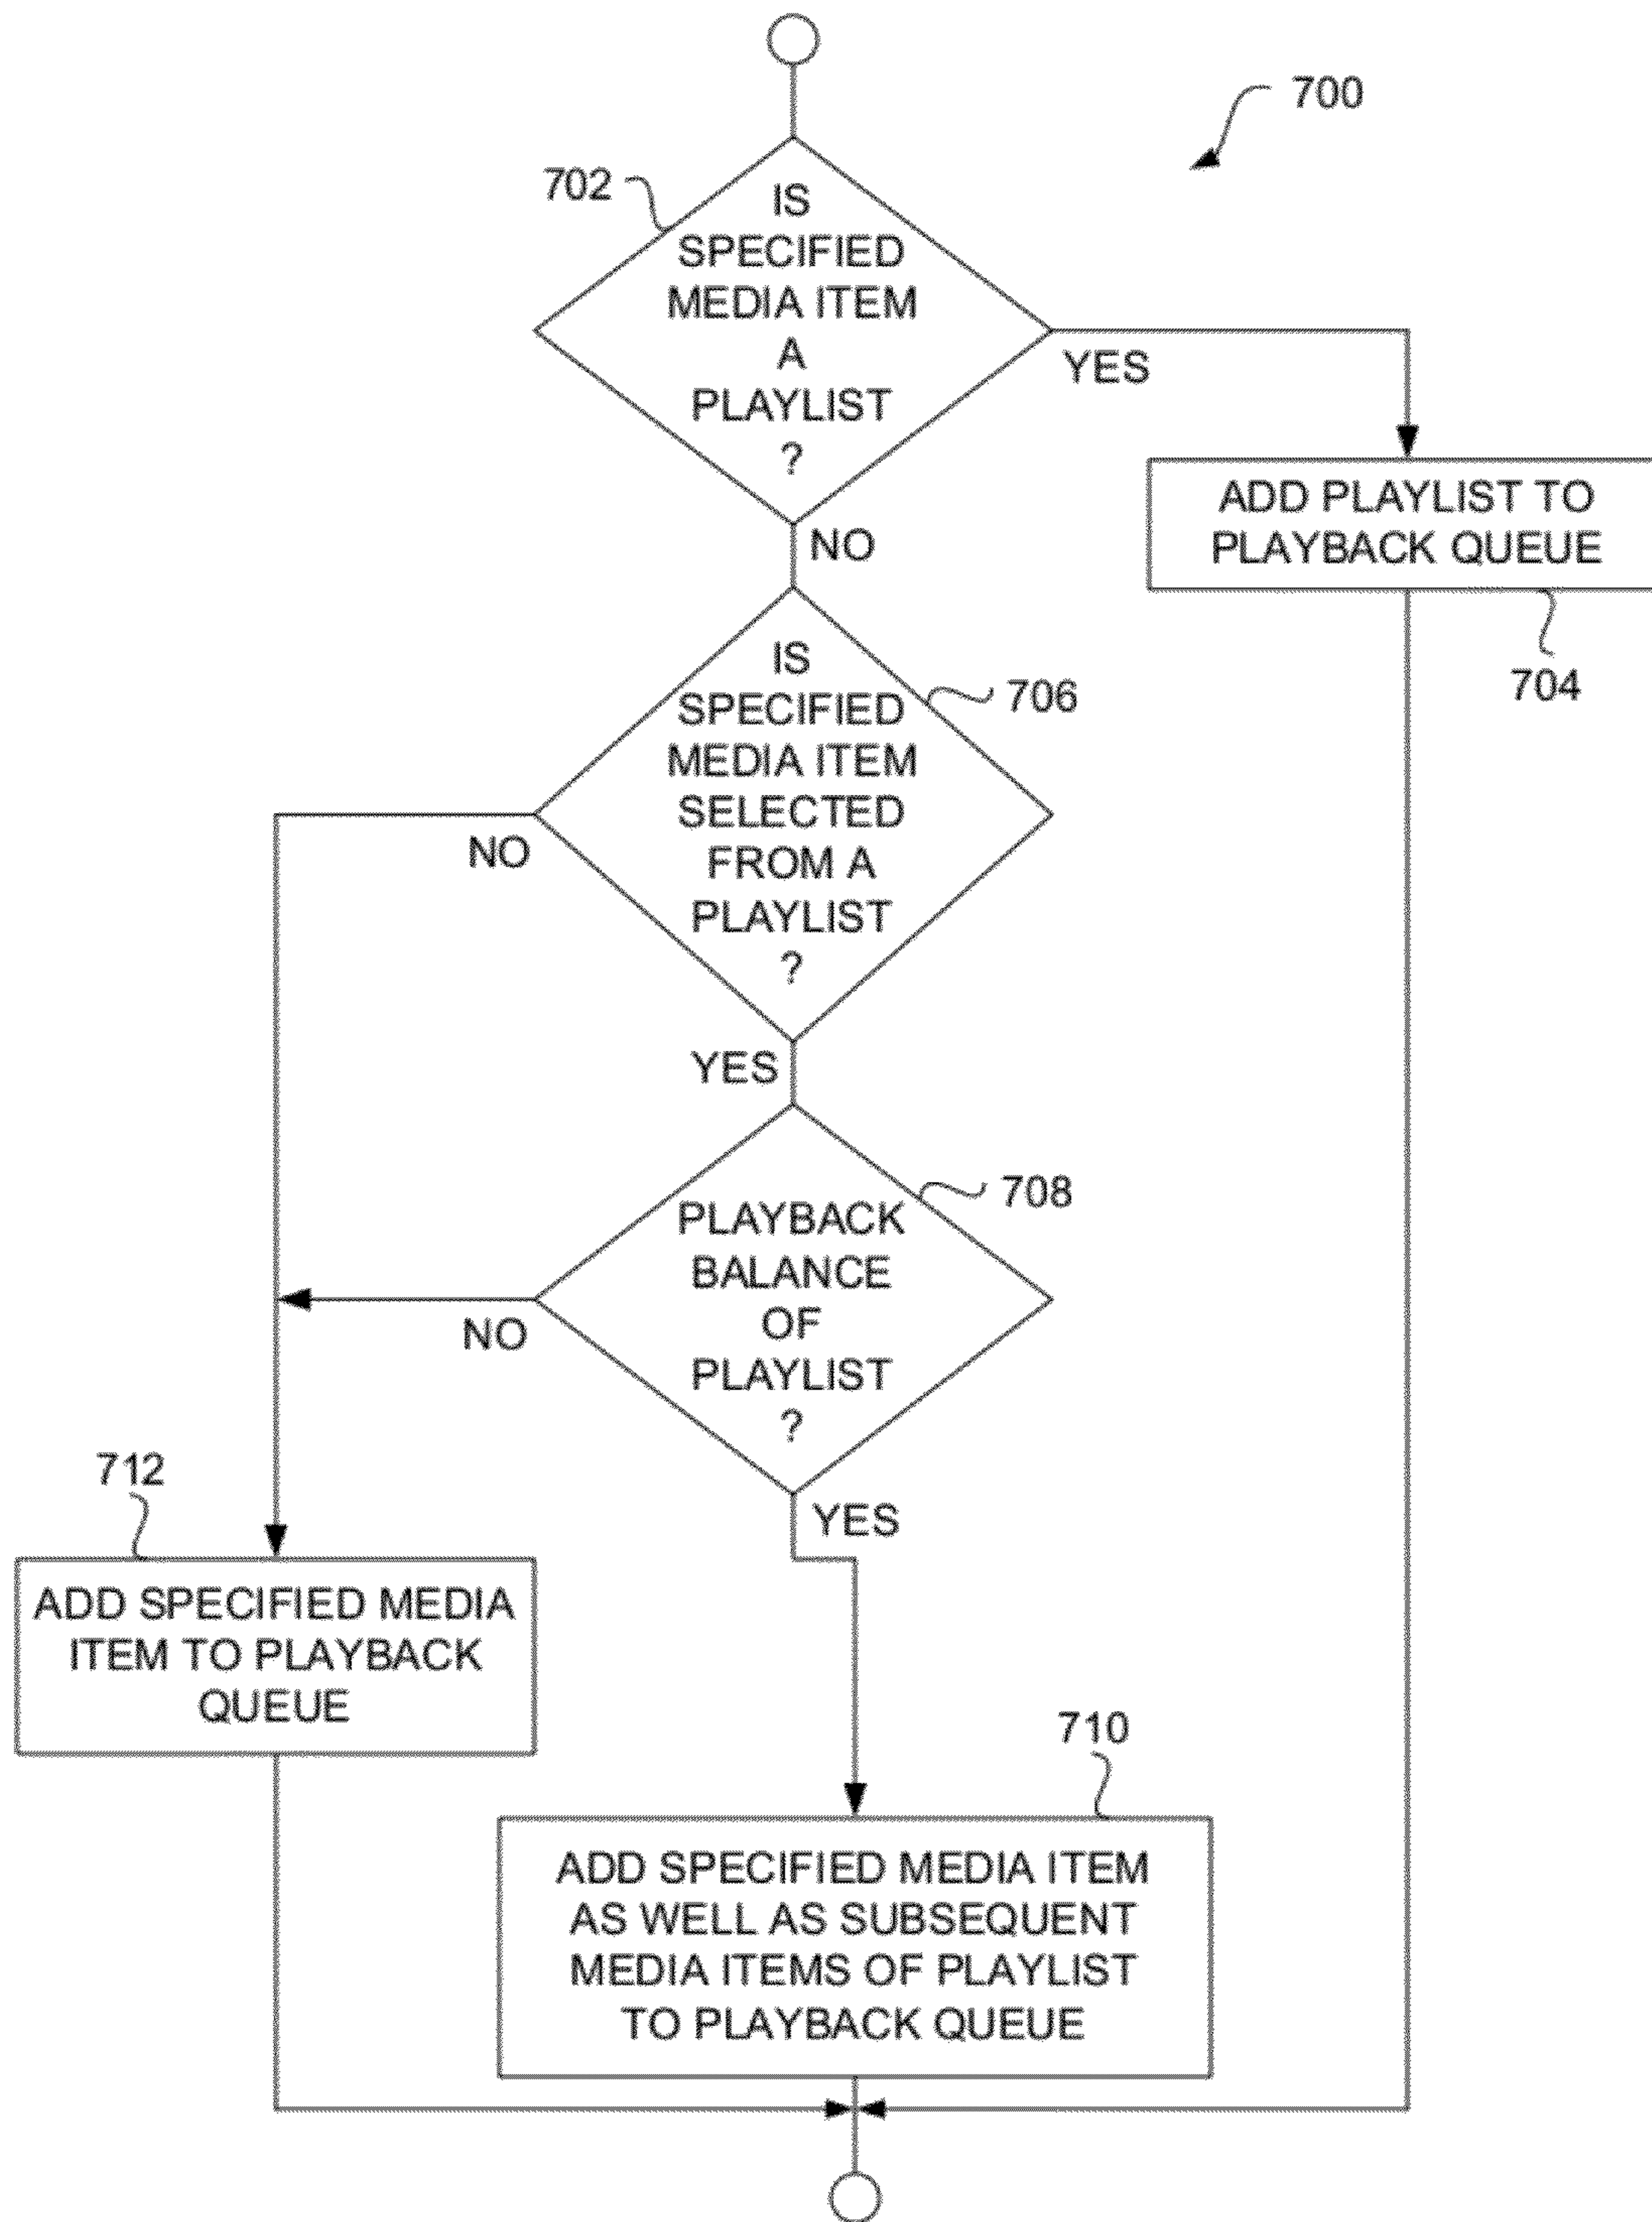 700
702
IS
SPECIFIED
MEDIA ITEM
A
PLAYLIST
?
YES
NO
ADD PLAYLIST TO
PLAYBACK QUEUE
704
IS
SPECIFIED
MEDIA ITEM
SELECTED
FROM A
PLAYLIST
?
706
NO
YES
708
PLAYBACK
BALANCE
OF
PLAYLIST
?
NO
YES
712
ADD SPECIFIED MEDIA
ITEM TO PLAYBACK
QUEUE
710
ADD SPECIFIED MEDIA ITEM
AS WELL AS SUBSEQUENT
MEDIA ITEMS OF PLAYLIST
TO PLAYBACK QUEUE